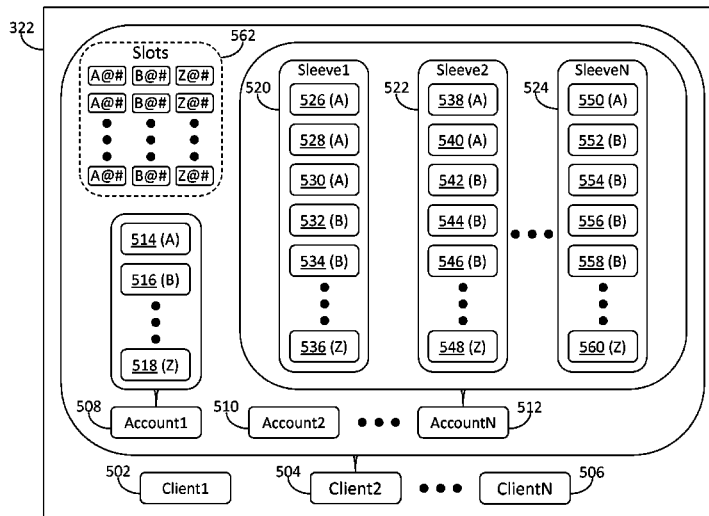 322
562
Slots
A@# B@# Z@#
A@# B@# Z@#
A@# B@# Z@#
520
Sleeve1
526 (A)
528 (A)
530 (A)
532 (B)
534 (B)
536 (Z)
522
Sleeve2
538 (A)
540 (A)
542 (B)
544 (B)
546 (B)
548 (Z)
524
SleeveN
550 (A)
552 (B)
554 (B)
556 (B)
558 (B)
560 (Z)
514 (A)
516 (B)
518 (Z)
508
Account1
510
Account2
AccountN
512
502
Client1
504
Client2
ClientN
506